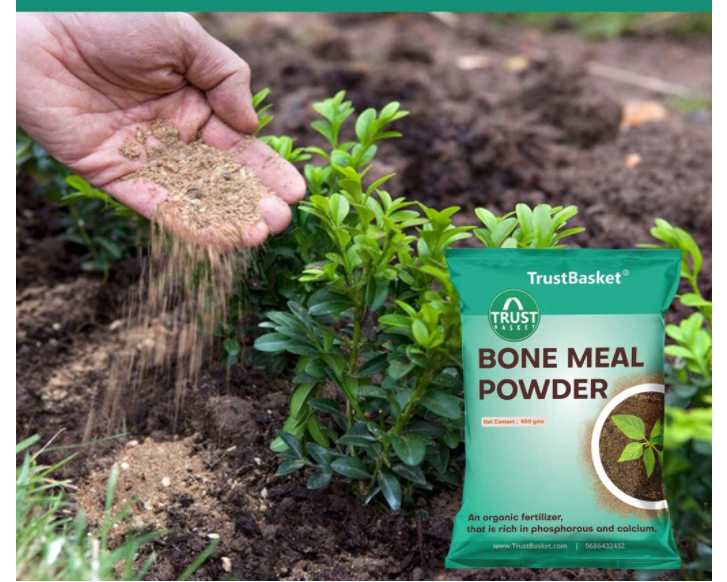 TrustBasket®
TRUST
BASKET
BONE MEAL
POWDER
Net Content : 450 gms
An organic fertilizer,
that is rich in phosphorous and calcium.
www.TrustBasket.com | 9686432432